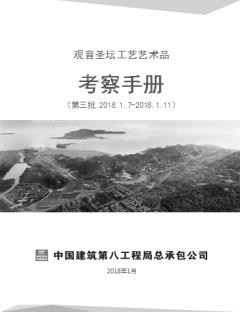 观音圣坛工艺艺术品
考察手册
（第三批 2018.1.7-2018.1.11）
中国建筑第八工程局总承包公司
2018年1月